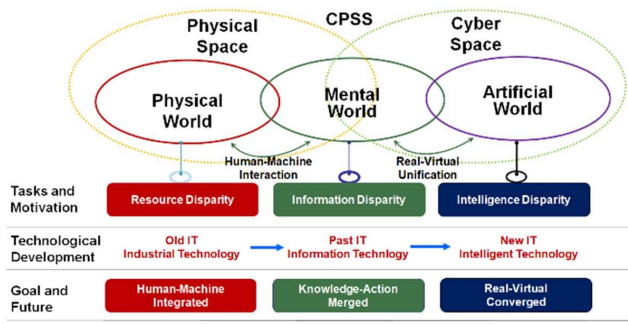 Physical
Space
CPSS
Cyber
Space
Physical
World
Mental
World
Artificial
World
Human-Machine
Interaction
Real-Virtual
Unification
Tasks and
Motivation
Resource Disparity
Information Disparity
Intelligence Disparity
Technological
Development
Old IT
Industrial Technology
Past IT
Information Technlogy
New IT
Intelligent Technology
Goal and
Future
Human-Machine
Integrated
Knowledge-Action
Merged
Real-Virtual
Converged